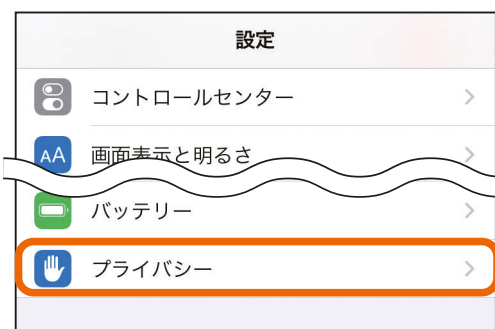 設定
コントロールセンター
AA 画面表示と明るさ
バッテリー
プライバシー